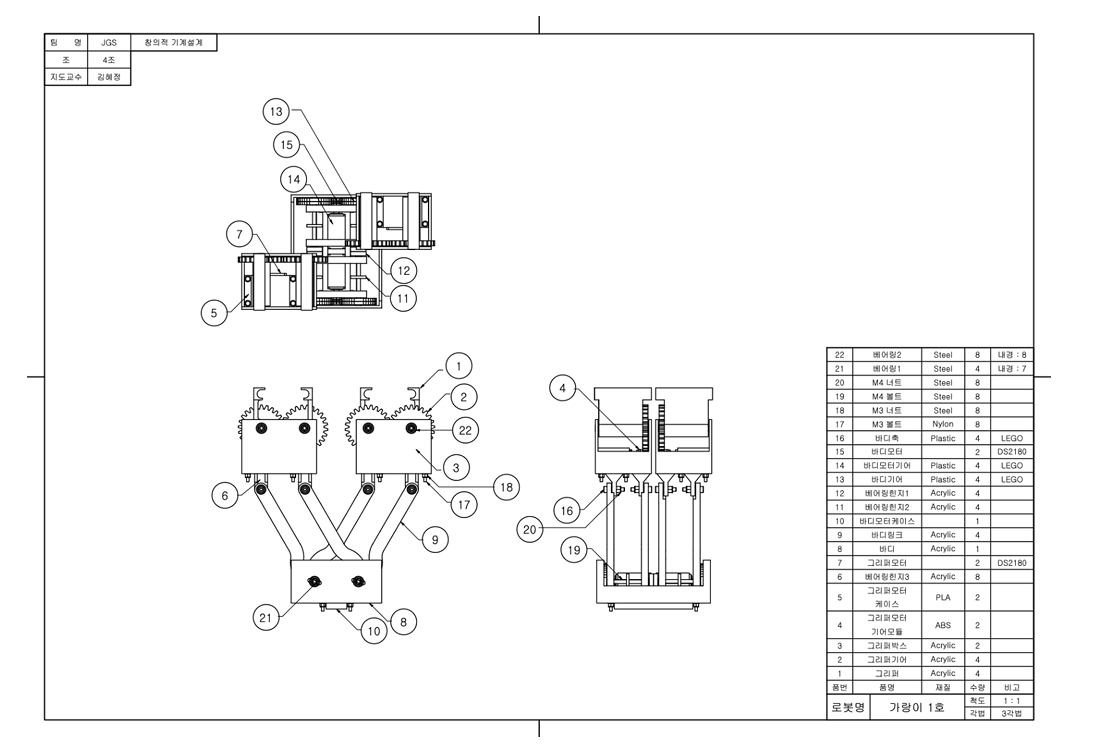 팀 명 JGS 창의적 기계설계
조 4조
지도교수 김혜정
13
15
14
7
12
11
5
1
2
22
3
6
18
17
9
21
8
10
4
16
20
19
22 베어링2 Steel 8 내경 : 8
21 베어링1 Steel 4 내경 : 7
20 M4 너트 Steel 8
19 M4 볼트 Steel 8
18 M3 너트 Steel 8
17 M3 볼트 Nylon 8
16 바디축 Plastic 4 LEGO
15 바디모터 2 DS2180
14 바디모터기어 Plastic 4 LEGO
13 바디기어 Plastic 4 LEGO
12 베어링힌지1 Acrylic 4
11 베어링힌지2 Acrylic 4
10 바디모터케이스 1
9 바디링크 Acrylic 4
8 바디 Acrylic 1
7 그리퍼모터 2 DS2180
6 베어링힌지3 Acrylic 8
5 그리퍼모터 케이스 PLA 2
4 그리퍼모터 기어모듈 ABS 2
3 그리퍼박스 Acrylic 2
2 그리퍼기어 Acrylic 4
1 그리퍼 Acrylic 4
품번 품명 재질 수량 비고
로봇명 가랑이 1호 척도 1 : 1
각법 3각법